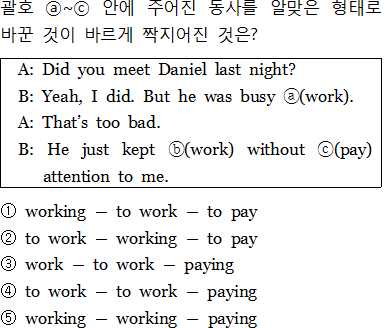 괄호 ⓐ~ⓒ 안에 주어진 동사를 알맞은 형태로
바꾼 것이 바르게 짝지어진 것은?
A: Did you meet Daniel last night?
B: Yeah, I did. But he was busy ⓐ(work).
A: That's too bad.
B: He just kept ⓑ(work) without ⓒ(pay)
attention to me.
① working － to work － to pay
② to work － working － to pay
③ work － to work － paying
④ to work － to work － paying
⑤ working － working － paying